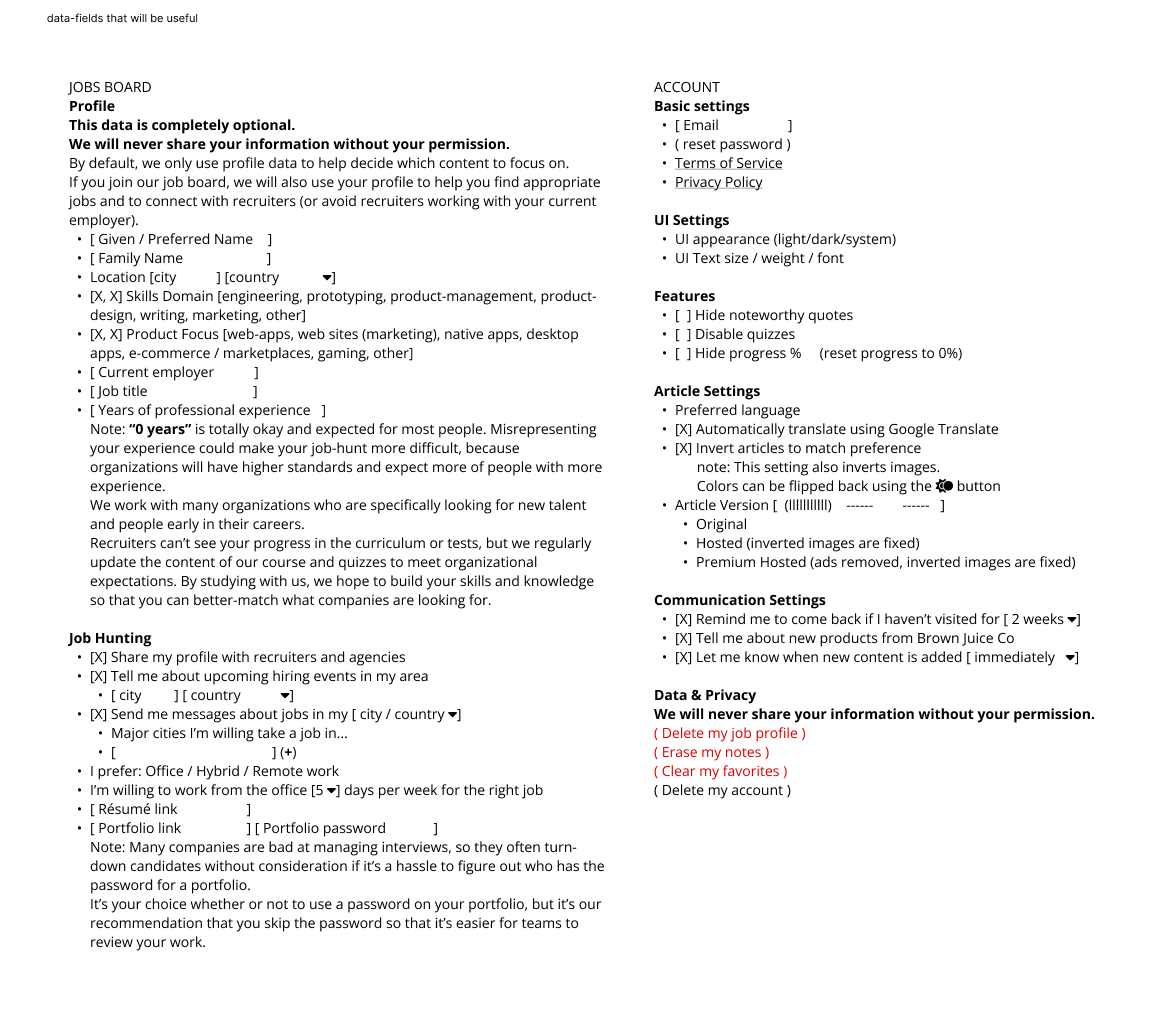 data-fields that will be useful
JOBS BOARD
Profile
This data is completely optional.
We will never share your information without your permission.
By default, we only use profile data to help decide which content to focus on.
If you join our job board, we will also use your profile to help you find appropriate
jobs and to connect with recruiters (or avoid recruiters working with your current
employer).
• [ Given / Preferred Name ]
• [ Family Name ]
• Location [city ] [country ▾]
• [X, X] Skills Domain [engineering, prototyping, product-management, product-
design, writing, marketing, other]
• [X, X] Product Focus [web-apps, web sites (marketing), native apps, desktop
apps, e-commerce / marketplaces, gaming, other]
• [ Current employer ]
• [ Job title ]
• [ Years of professional experience ]
Note: “0 years” is totally okay and expected for most people. Misrepresenting
your experience could make your job-hunt more difficult, because
organizations will have higher standards and expect more of people with more
experience.
We work with many organizations who are specifically looking for new talent
and people early in their careers.
Recruiters can’t see your progress in the curriculum or tests, but we regularly
update the content of our course and quizzes to meet organizational
expectations. By studying with us, we hope to build your skills and knowledge
so that you can better-match what companies are looking for.
Job Hunting
• [X] Share my profile with recruiters and agencies
• [X] Tell me about upcoming hiring events in my area
• [ city ] [ country ▾]
• [X] Send me messages about jobs in my [ city / country ▾]
• Major cities I’m willing take a job in...
• [ ] (+)
• I prefer: Office / Hybrid / Remote work
• I’m willing to work from the office [5 ▾] days per week for the right job
• [ Résumé link ]
• [ Portfolio link ] [ Portfolio password ]
Note: Many companies are bad at managing interviews, so they often turn-
down candidates without consideration if it’s a hassle to figure out who has the
password for a portfolio.
It’s your choice whether or not to use a password on your portfolio, but it’s our
recommendation that you skip the password so that it’s easier for teams to
review your work.
ACCOUNT
Basic settings
• [ Email ]
• ( reset password )
• Terms of Service
• Privacy Policy
UI Settings
• UI appearance (light/dark/system)
• UI Text size / weight / font
Features
• [ ] Hide noteworthy quotes
• [ ] Disable quizzes
• [ ] Hide progress % (reset progress to 0%)
Article Settings
• Preferred language
• [X] Automatically translate using Google Translate
• [X] Invert articles to match preference
note: This setting also inverts images.
Colors can be flipped back using the button
• Article Version [ (lllllllllll) ------ ------ ]
• Original
• Hosted (inverted images are fixed)
• Premium Hosted (ads removed, inverted images are fixed)
Communication Settings
• [X] Remind me to come back if I haven’t visited for [ 2 weeks ▾]
• [X] Tell me about new products from Brown Juice Co
• [X] Let me know when new content is added [ immediately ▾]
Data & Privacy
We will never share your information without your permission.
( Delete my job profile )
( Erase my notes )
( Clear my favorites )
( Delete my account )